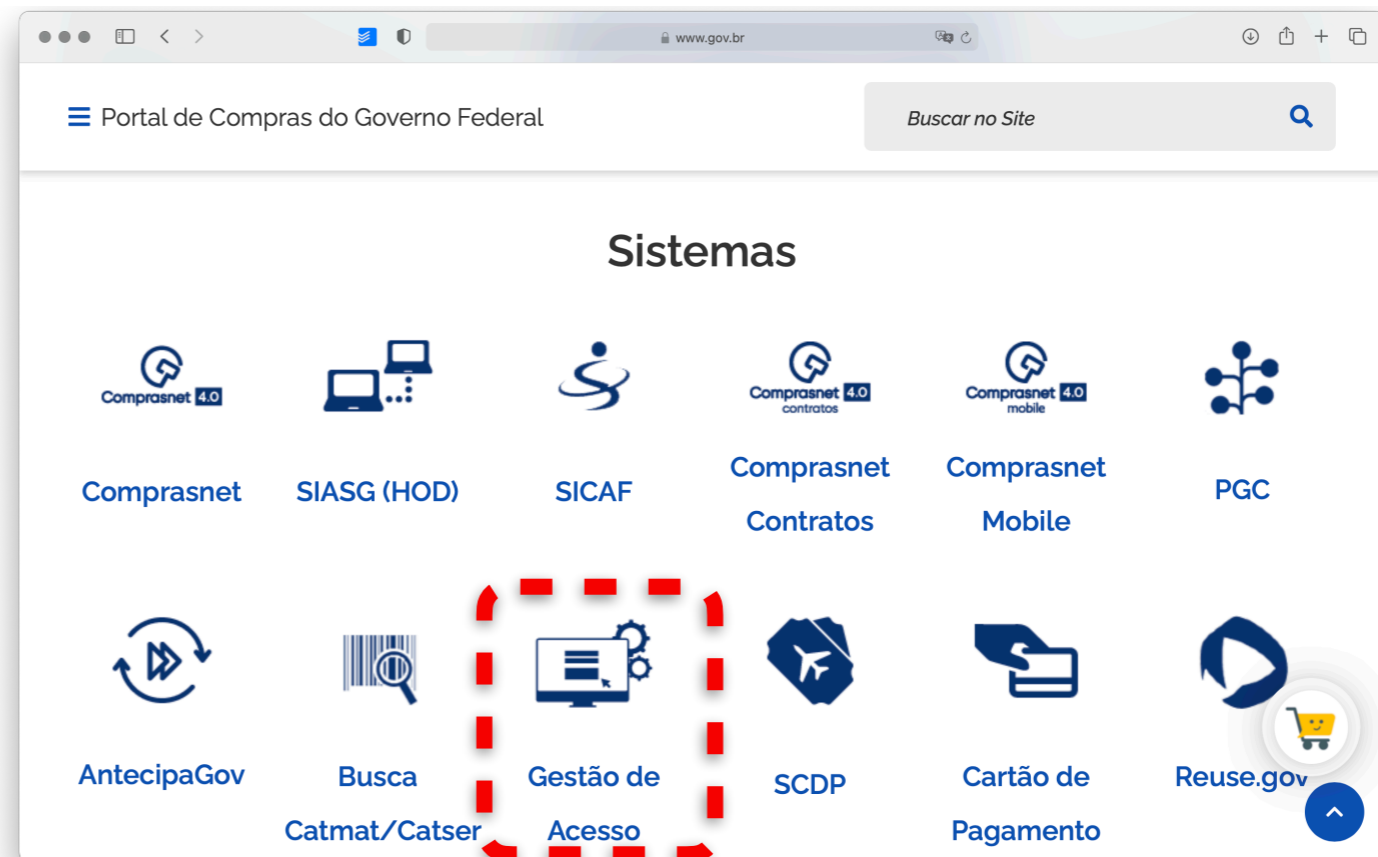 www.gov.br
Portal de Compras do Governo Federal
Buscar no Site
Sistemas
Comprasnet 4.0
Comprasnet 4.0
contratos
Comprasnet 4.0
mobile
Comprasnet
SIASG (HOD)
SICAF
Comprasnet
Contratos
Comprasnet
Mobile
PGC
AntecipaGov
Busca
Catmat/Catser
Gestão de
Acesso
SCDP
Cartão de
Pagamento
Reuse.gov